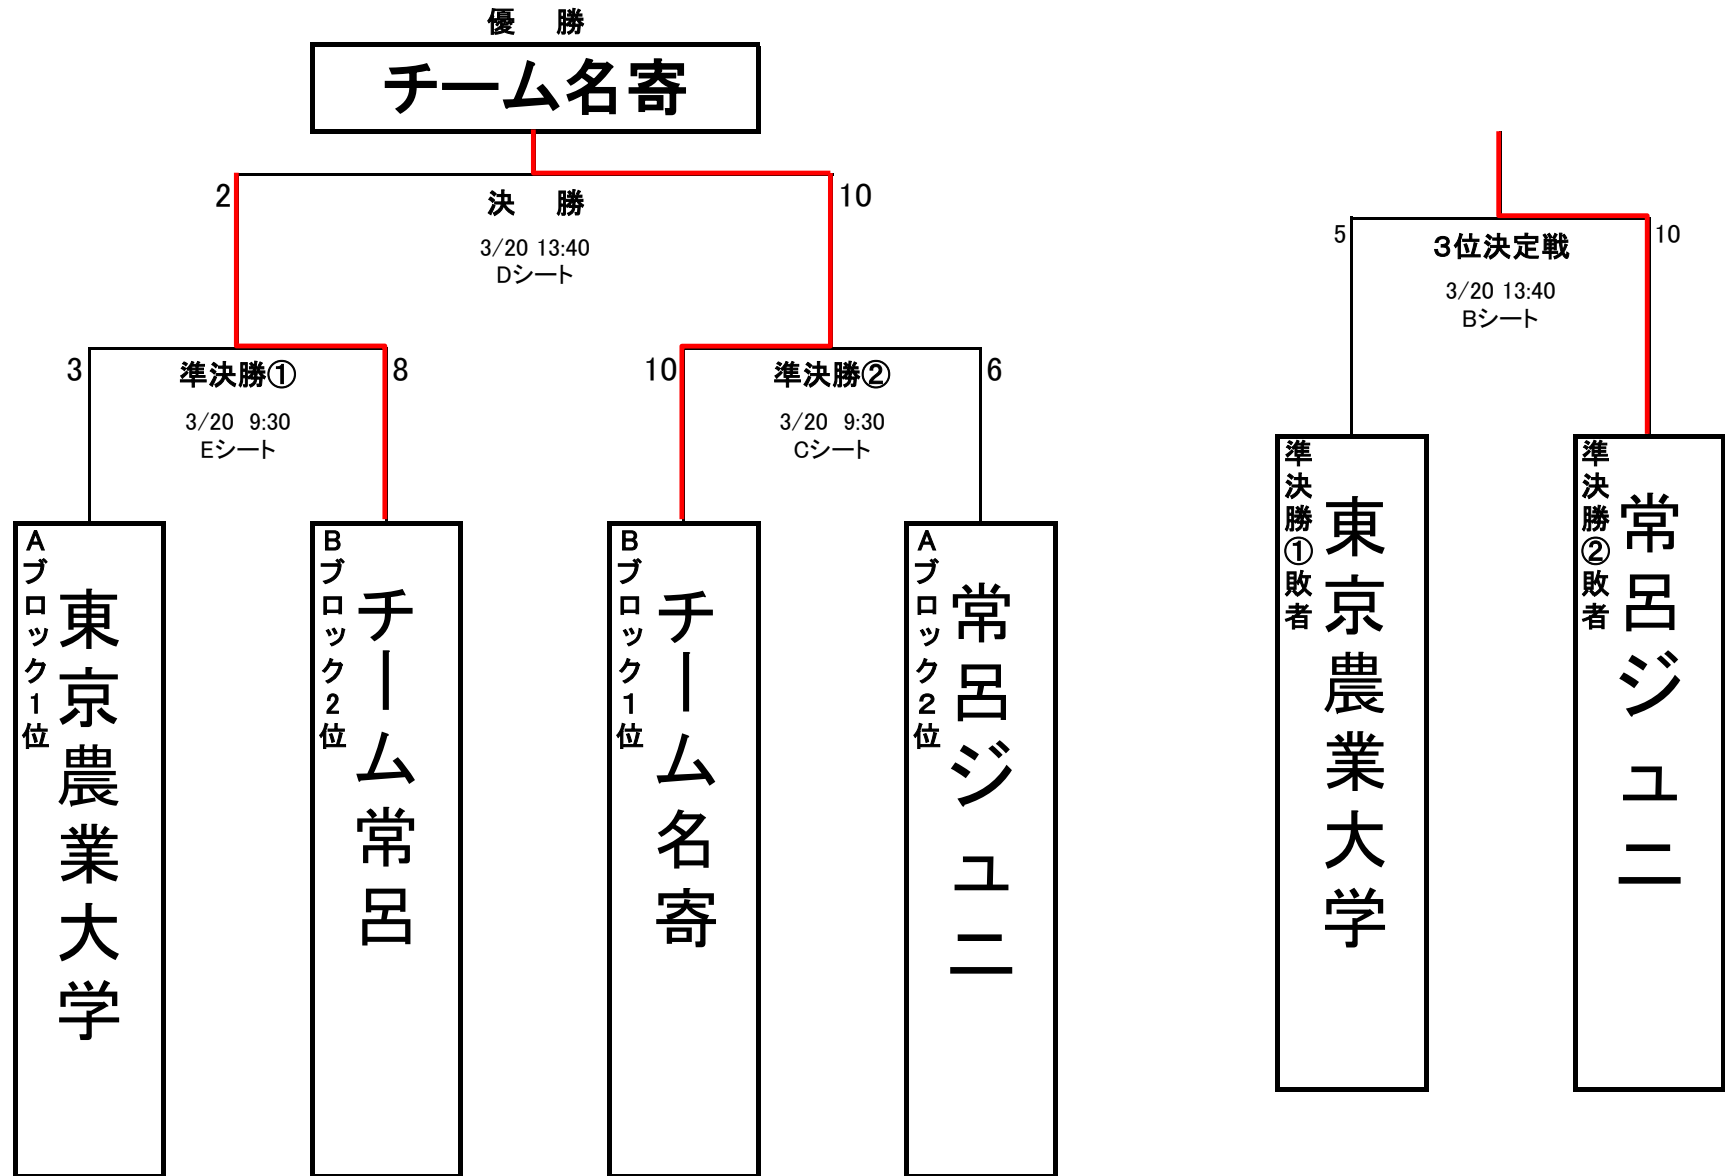 優　勝
チーム名寄
2
10
決　勝
3/20 13:40
Dシート
3
8
準決勝①
3/20 9:30
Eシート
10
6
準決勝②
3/20 9:30
Cシート
Aブロック1位
東京農業大学
Bブロック2位
チーム常呂
Bブロック1位
チーム名寄
Aブロック2位
常呂ジュニ
5
10
３位決定戦
3/20 13:40
Bシート
準決勝①敗者
東京農業大学
準決勝②敗者
常呂ジュニ